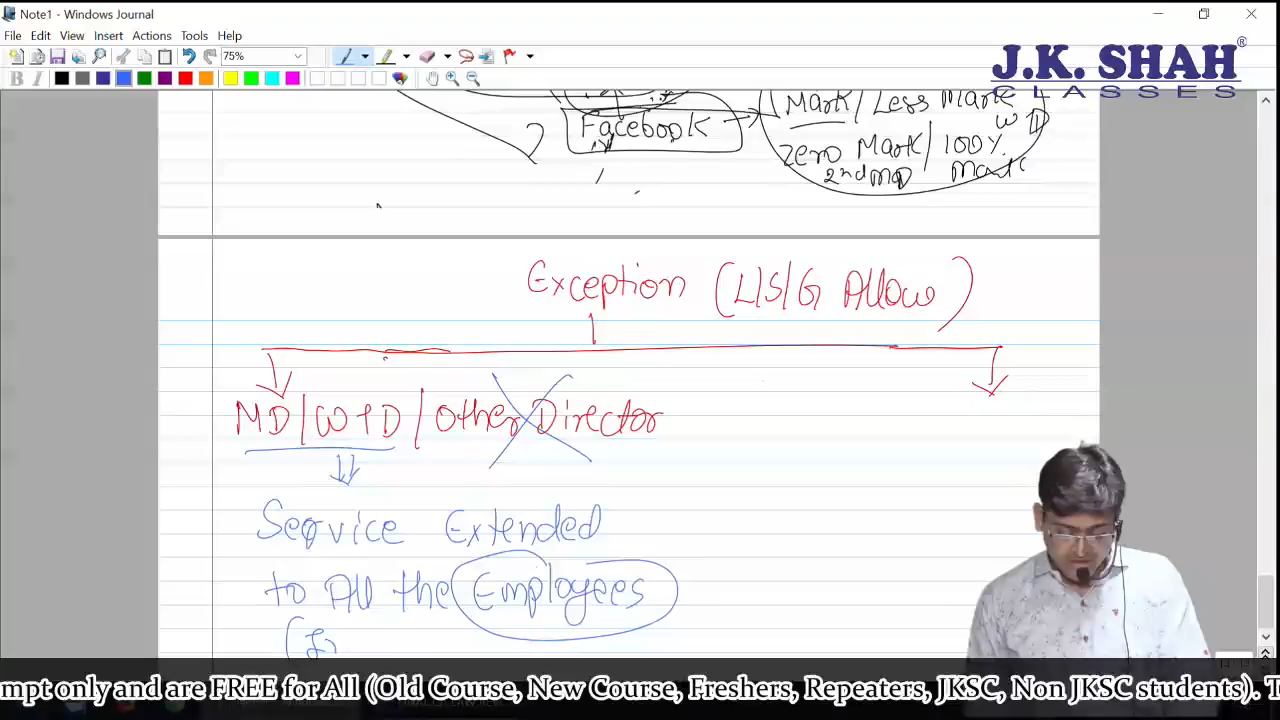 Note1 - Windows Journal
File Edit View Insert Actions Tools Help
75%
B I
J.K. SHAH®
CLASSES
Mark/Less Mark
Facebook
Zero Mark/100%
2nd Mark
Exception (L/S/G Allow)
MD/WTD/Other Director
Service Extended
to All the Employees
mpt only and are FREE for All (Old Course, New Course, Freshers, Repeaters, JKSC, Non JKSC students). T